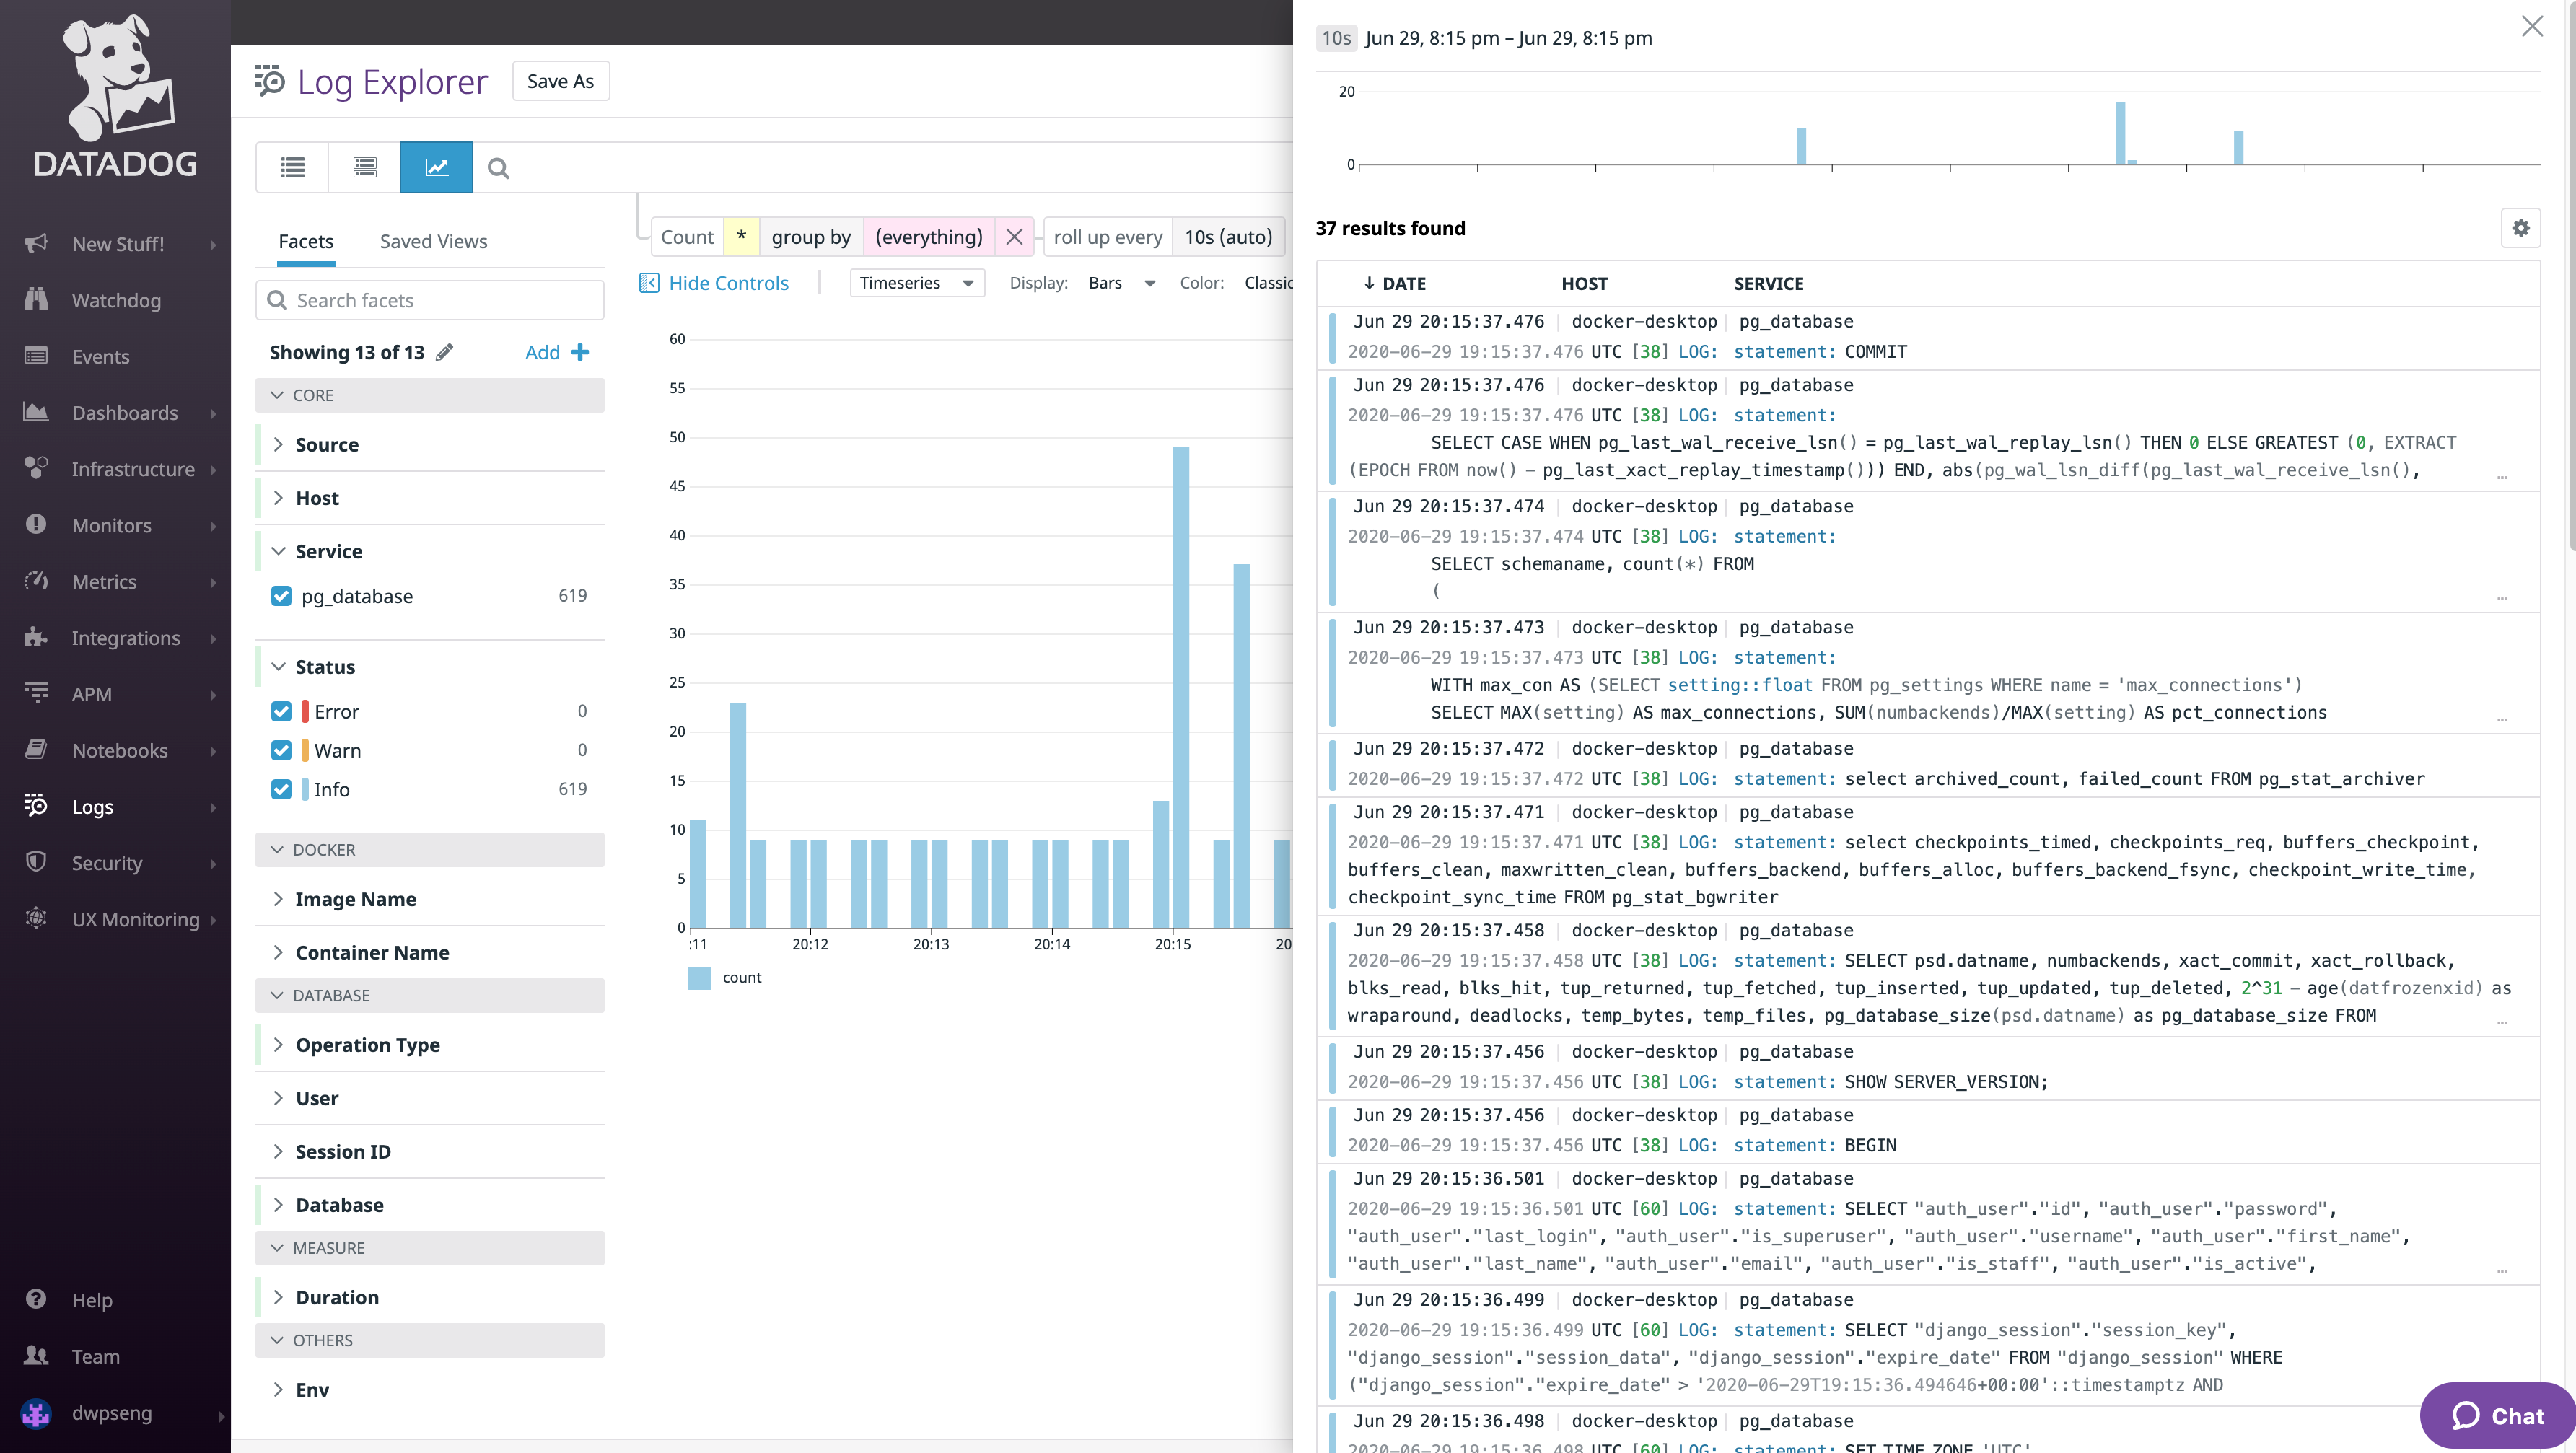 DATADOG
New Stuff!
Watchdog
Events
Dashboards
Infrastructure
Monitors
Metrics
Integrations
APM
Notebooks
Logs
Security
UX Monitoring
Help
Team
dwpseng
Log Explorer
Save As
Facets Saved Views
Search facets
Showing 13 of 13 Add
CORE
Source
Host
Service
pg_database 619
Status
Error 0
Warn 0
Info 619
DOCKER
Image Name
Container Name
DATABASE
Operation Type
User
Session ID
Database
MEASURE
Duration
OTHERS
Env
Count * group by (everything) roll up every 10s (auto)
Hide Controls Timeseries Display: Bars Color: Classic
60
55
50
45
40
35
30
25
20
15
10
5
0
:11 20:12 20:13 20:14 20:15 20
count
10s Jun 29, 8:15 pm – Jun 29, 8:15 pm
20
0
37 results found
DATE HOST SERVICE
Jun 29 20:15:37.476 docker-desktop pg_database
2020-06-29 19:15:37.476 UTC [38] LOG: statement: COMMIT
Jun 29 20:15:37.476 docker-desktop pg_database
2020-06-29 19:15:37.476 UTC [38] LOG: statement:
SELECT CASE WHEN pg_last_wal_receive_lsn() = pg_last_wal_replay_lsn() THEN 0 ELSE GREATEST (0, EXTRACT
(EPOCH FROM now() - pg_last_xact_replay_timestamp())) END, abs(pg_wal_lsn_diff(pg_last_wal_receive_lsn(), …
Jun 29 20:15:37.474 docker-desktop pg_database
2020-06-29 19:15:37.474 UTC [38] LOG: statement:
SELECT schemaname, count(*) FROM
( …
Jun 29 20:15:37.473 docker-desktop pg_database
2020-06-29 19:15:37.473 UTC [38] LOG: statement:
WITH max_con AS (SELECT setting::float FROM pg_settings WHERE name = 'max_connections')
SELECT MAX(setting) AS max_connections, SUM(numbackends)/MAX(setting) AS pct_connections …
Jun 29 20:15:37.472 docker-desktop pg_database
2020-06-29 19:15:37.472 UTC [38] LOG: statement: select archived_count, failed_count FROM pg_stat_archiver
Jun 29 20:15:37.471 docker-desktop pg_database
2020-06-29 19:15:37.471 UTC [38] LOG: statement: select checkpoints_timed, checkpoints_req, buffers_checkpoint,
buffers_clean, maxwritten_clean, buffers_backend, buffers_alloc, buffers_backend_fsync, checkpoint_write_time,
checkpoint_sync_time FROM pg_stat_bgwriter
Jun 29 20:15:37.458 docker-desktop pg_database
2020-06-29 19:15:37.458 UTC [38] LOG: statement: SELECT psd.datname, numbackends, xact_commit, xact_rollback,
blks_read, blks_hit, tup_returned, tup_fetched, tup_inserted, tup_updated, tup_deleted, 2^31 - age(datfrozenxid) as
wraparound, deadlocks, temp_bytes, temp_files, pg_database_size(psd.datname) as pg_database_size FROM …
Jun 29 20:15:37.456 docker-desktop pg_database
2020-06-29 19:15:37.456 UTC [38] LOG: statement: SHOW SERVER_VERSION;
Jun 29 20:15:37.456 docker-desktop pg_database
2020-06-29 19:15:37.456 UTC [38] LOG: statement: BEGIN
Jun 29 20:15:36.501 docker-desktop pg_database
2020-06-29 19:15:36.501 UTC [60] LOG: statement: SELECT "auth_user"."id", "auth_user"."password",
"auth_user"."last_login", "auth_user"."is_superuser", "auth_user"."username", "auth_user"."first_name",
"auth_user"."last_name", "auth_user"."email", "auth_user"."is_staff", "auth_user"."is_active", …
Jun 29 20:15:36.499 docker-desktop pg_database
2020-06-29 19:15:36.499 UTC [60] LOG: statement: SELECT "django_session"."session_key",
"django_session"."session_data", "django_session"."expire_date" FROM "django_session" WHERE
("django_session"."expire_date" > '2020-06-29T19:15:36.494646+00:00'::timestamptz AND
Jun 29 20:15:36.498 docker-desktop pg_database
2020-06-29 19:15:36.498 UTC [60] LOG: statement: SET TIME ZONE 'UTC'
Chat